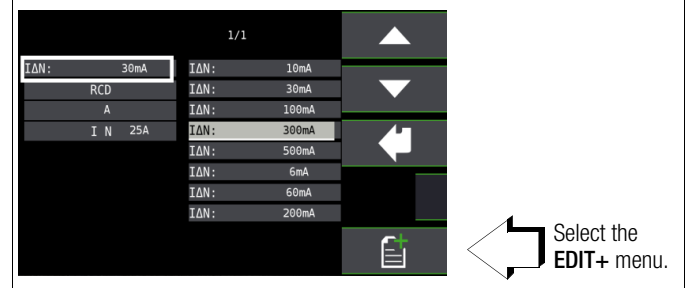 1/1
IΔN: 30mA
RCD
A
I N 25A
IΔN: 10mA
IΔN: 30mA
IΔN: 100mA
IΔN: 300mA
IΔN: 500mA
IΔN: 6mA
IΔN: 60mA
IΔN: 200mA
Select the
EDIT+ menu.